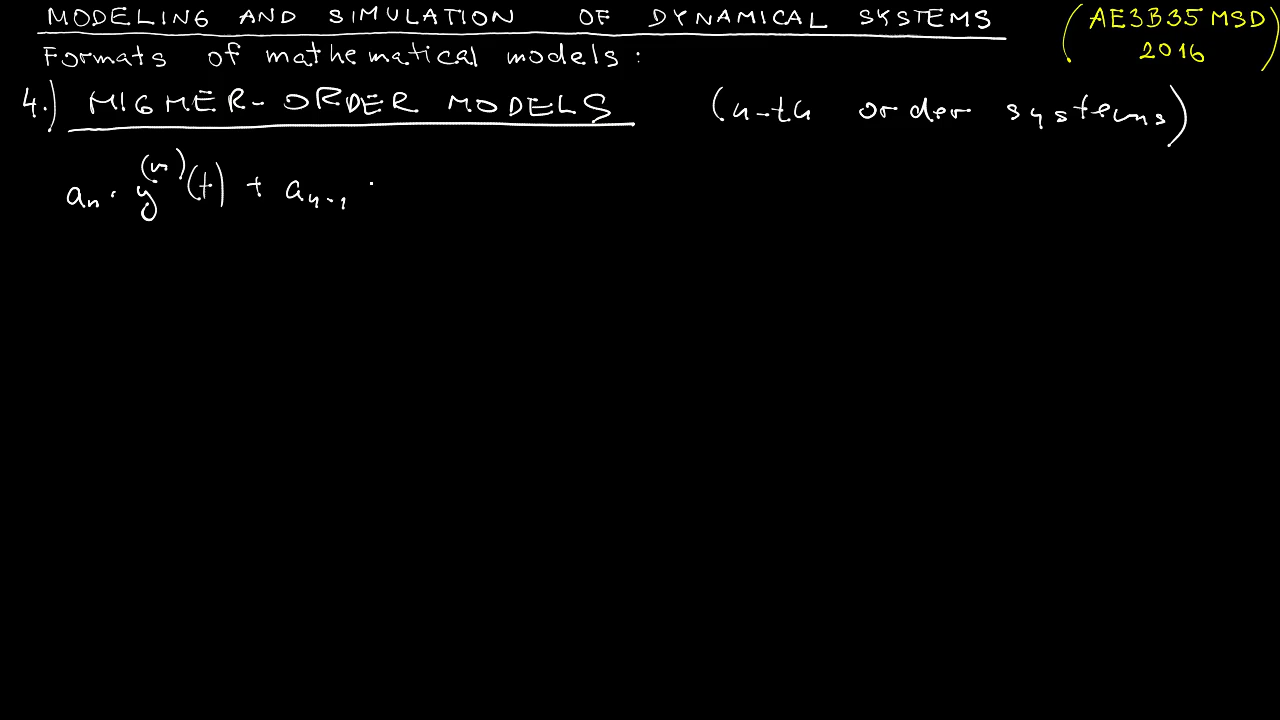 MODELING AND SIMULATION OF DYNAMICAL SYSTEMS
(AE3B35MSD
2016)
Formats of mathematical models:
4.) HIGHER-ORDER MODELS (n-th order systems)
aₙ · y⁽ⁿ⁾(t) + aₙ₋₁ ·